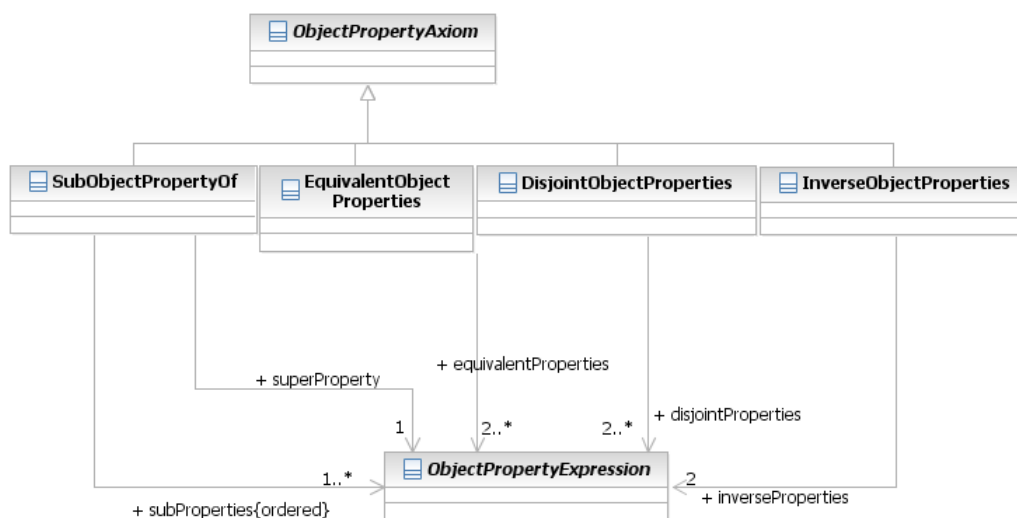 ObjectPropertyAxiom
SubObjectPropertyOf
EquivalentObject
Properties
DisjointObjectProperties
InverseObjectProperties
+ equivalentProperties
+ superProperty
+ disjointProperties
1
2..*
2..*
ObjectPropertyExpression
1..*
2
+ inverseProperties
+ subProperties{ordered}